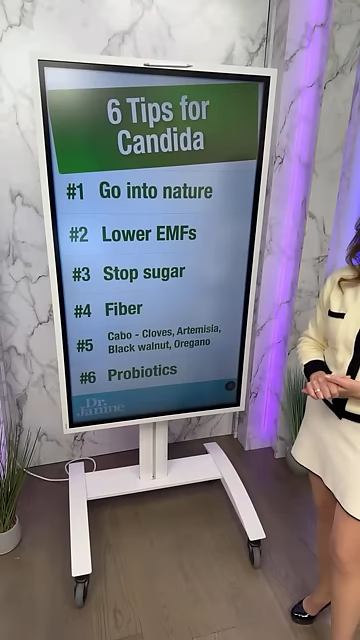 6 Tips for
Candida
#1 Go into nature
#2 Lower EMFs
#3 Stop sugar
#4 Fiber
#5 Cabo - Cloves, Artemisia,
Black walnut, Oregano
#6 Probiotics
Dr.
Janine